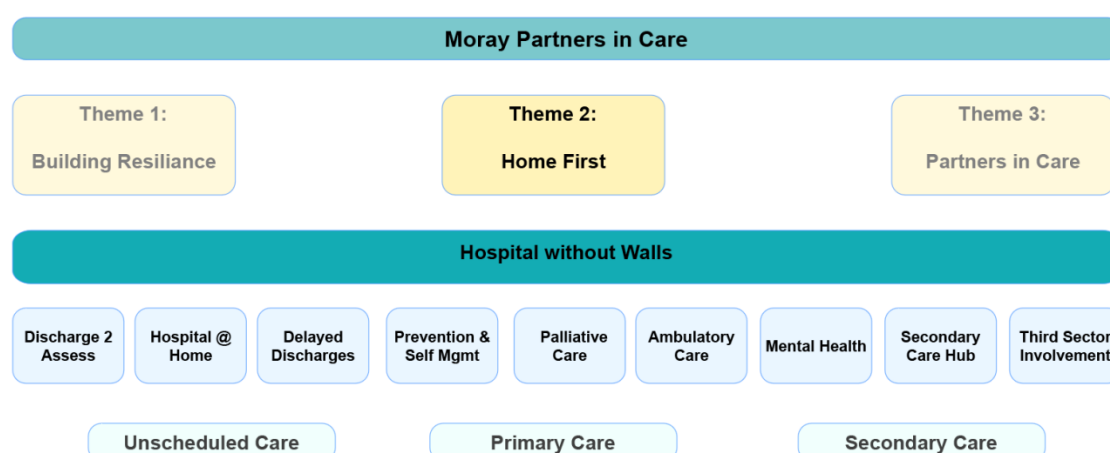 Moray Partners in Care
Theme 1:
Building Resiliance
Theme 2:
Home First
Theme 3:
Partners in Care
Hospital without Walls
Discharge 2
Assess
Hospital @
Home
Delayed
Discharges
Prevention &
Self Mgmt
Palliative
Care
Ambulatory
Care
Mental Health
Secondary
Care Hub
Third Sector
Involvement
Unscheduled Care
Primary Care
Secondary Care